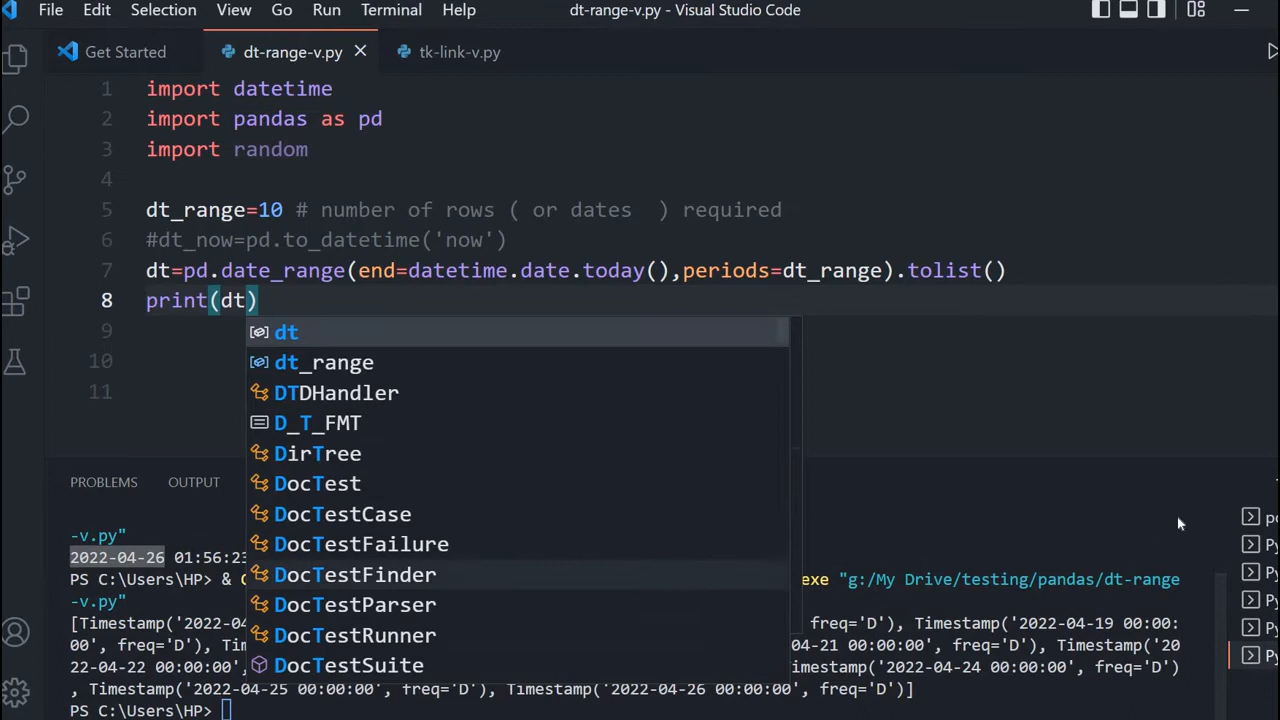 File Edit Selection View Go Run Terminal Help dt-range-v.py - Visual Studio Code
Get Started dt-range-v.py tk-link-v.py
1 import datetime
2 import pandas as pd
3 import random
4
5 dt_range=10 # number of rows ( or dates  ) required
6 #dt_now=pd.to_datetime('now')
7 dt=pd.date_range(end=datetime.date.today(),periods=dt_range).tolist()
8 print(dt)
9 dt
10 dt_range
11 DTDHandler
D_T_FMT
DirTree
DocTest
DocTestCase
DocTestFailure
DocTestFinder
DocTestParser
DocTestRunner
DocTestSuite
PROBLEMS OUTPUT
-v.py"
2022-04-26 01:56:23
PS C:\Users\HP> & exe "g:/My Drive/testing/pandas/dt-range
-v.py"
[Timestamp('2022-04 freq='D'), Timestamp('2022-04-19 00:00:
00', freq='D'), Tim -04-21 00:00:00', freq='D'), Timestamp('20
22-04-22 00:00:00', imestamp('2022-04-24 00:00:00', freq='D')
, Timestamp('2022-04-25 00:00:00', freq='D'), Timestamp('2022-04-26 00:00:00', freq='D')]
PS C:\Users\HP>